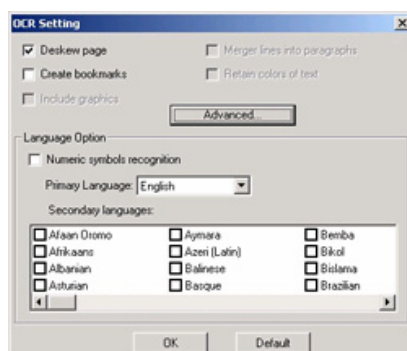 OCR Setting
Deskew page
Merger lines into paragraphs
Create bookmarks
Retain colors of text
Include graphics
Advanced...
Language Option
Numeric symbols recognition
Primary Language: English
Secondary languages:
Afaan Oromo Aymara Bemba
Afrikaans Azeri (Latin) Bikol
Albanian Balinese Bislama
Asturian Basque Brazilian
OK Default